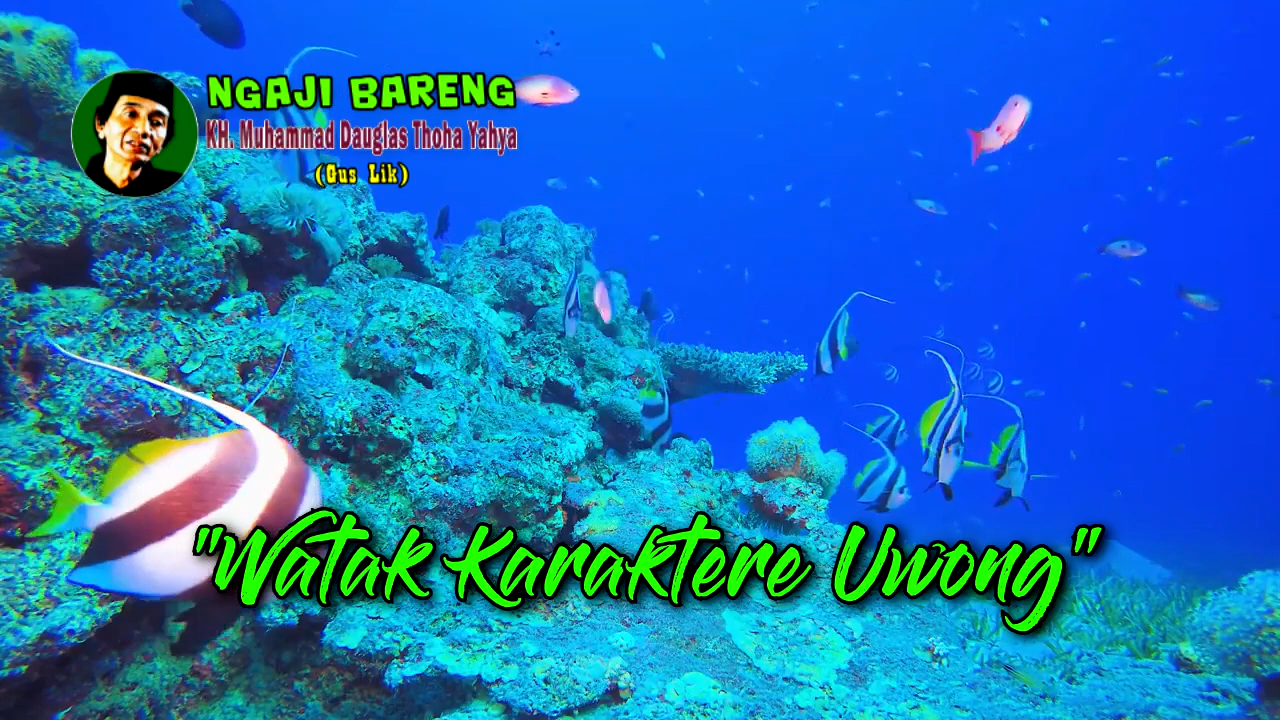 NGAJI BARENG
KH. Muhammad Dauglas Thoha Yahya
(Gus Lik)
"Watak Karaktere Uwong"